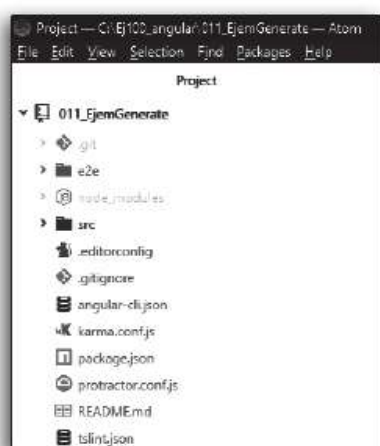 Project — C:\Ej100_angular\011_EjemGenerate — Atom
File Edit View Selection Find Packages Help
Project
011_EjemGenerate
.git
e2e
node_modules
src
.editorconfig
.gitignore
angular-cli.json
karma.conf.js
package.json
protractor.conf.js
README.md
tslint.json